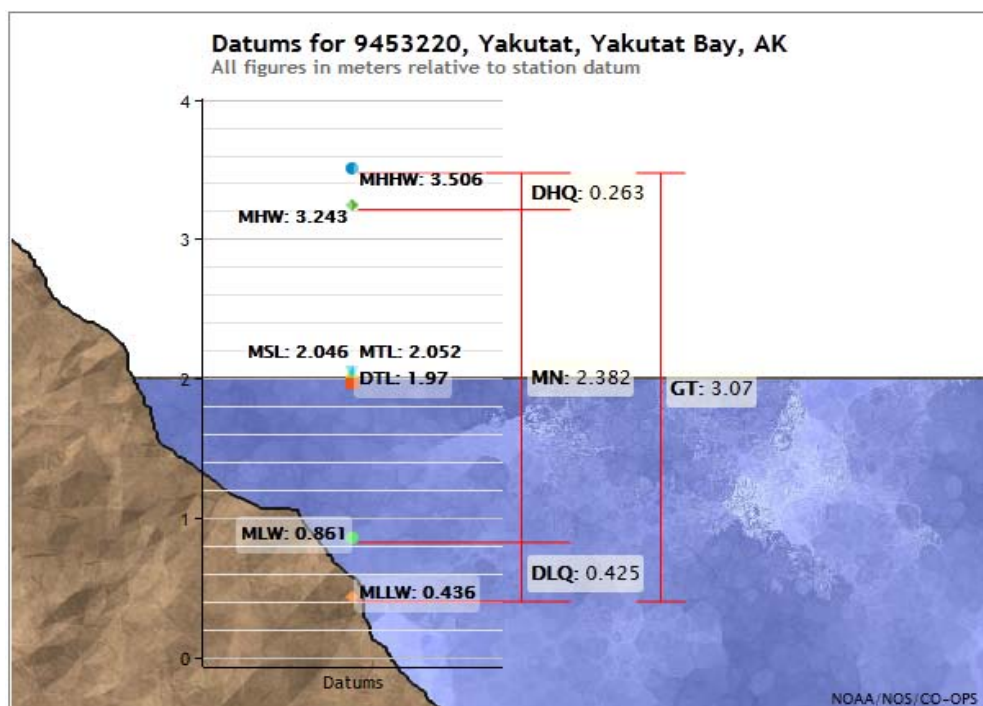 Datums for 9453220, Yakutat, Yakutat Bay, AK
All figures in meters relative to station datum
4
MHHW: 3.506
DHQ: 0.263
MHW: 3.243
3
MSL: 2.046 MTL: 2.052
2
DTL: 1.97
MN: 2.382
GT: 3.07
1
MLW: 0.861
DLQ: 0.425
MLLW: 0.436
0
Datums
NOAA/NOS/CO-OPS